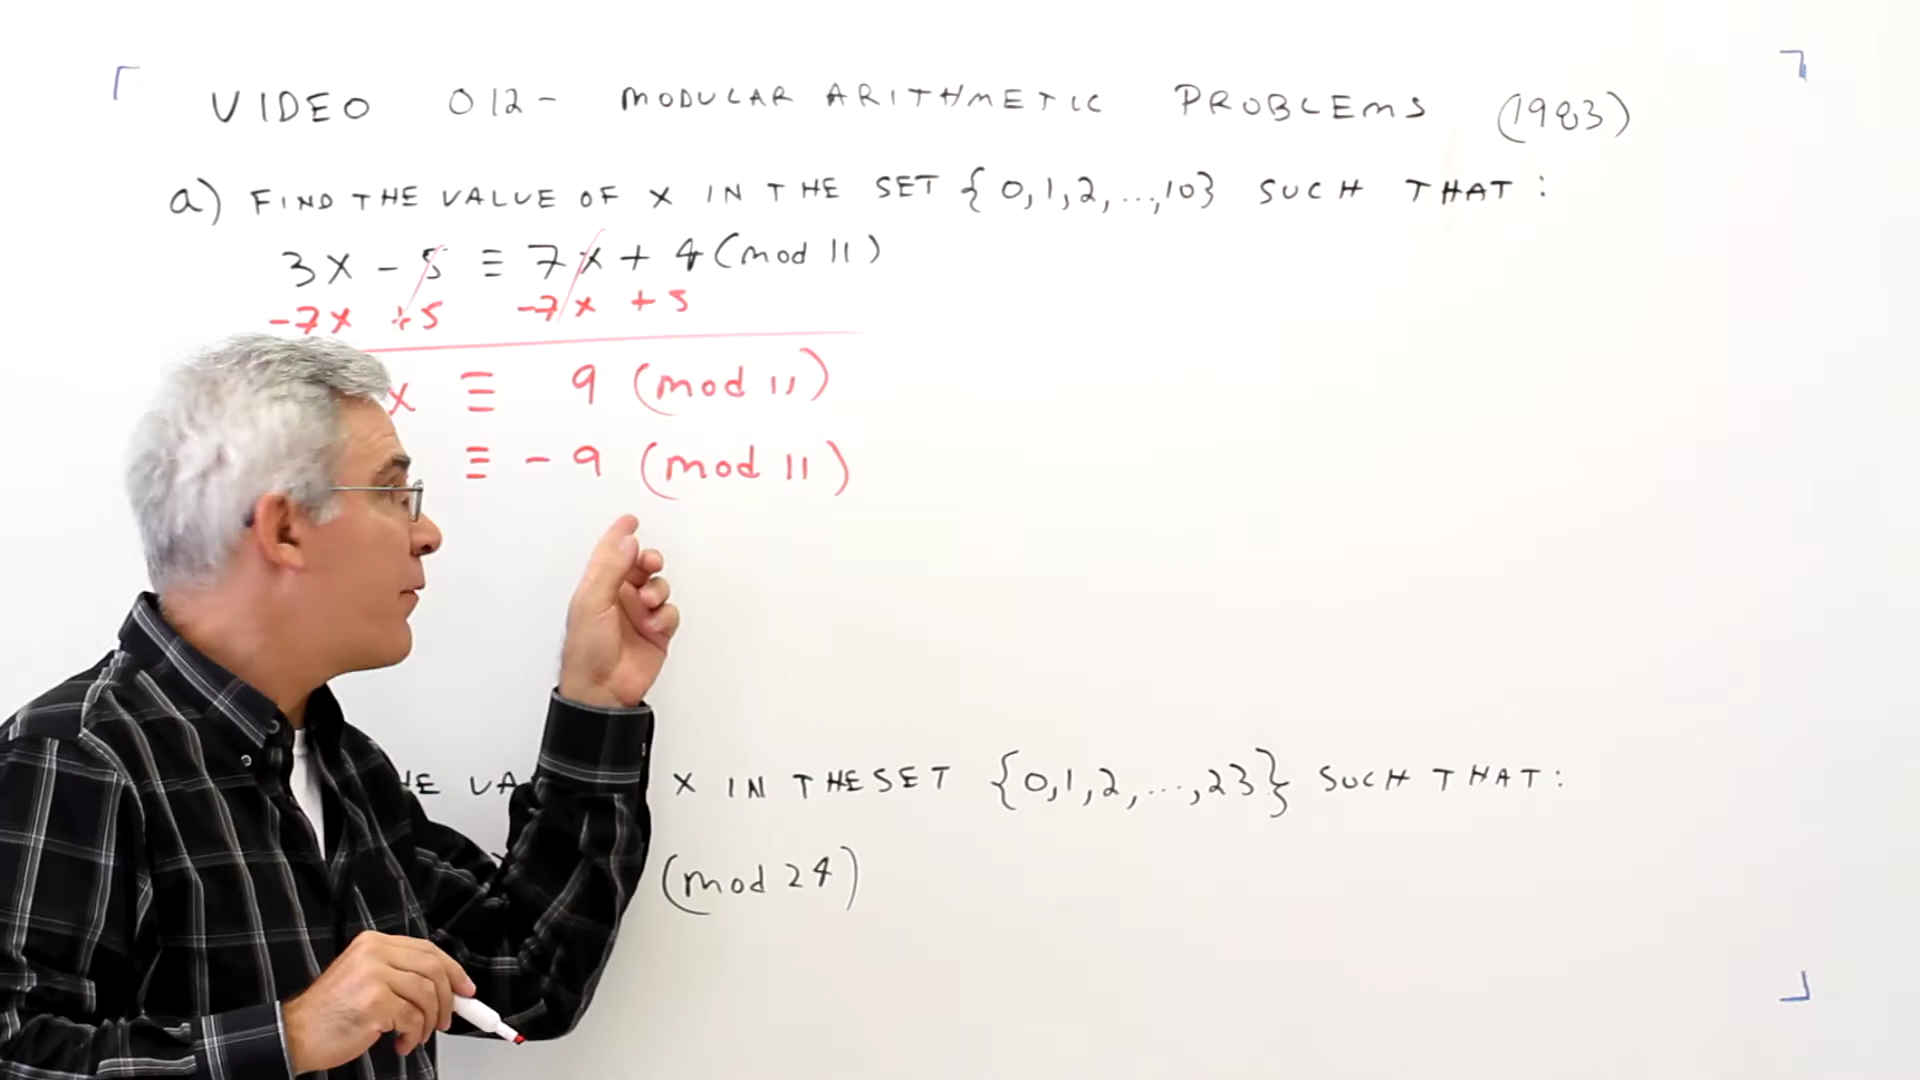 VIDEO 012 - MODULAR ARITHMETIC PROBLEMS (1983)
a) FIND THE VALUE OF X IN THE SET {0,1,2,...,10} SUCH THAT:
3x - 5 ≡ 7x + 4 (mod 11)
-7x +5 -7x +5
x ≡ 9 (mod 11)
≡ -9 (mod 11)
X IN THE SET {0,1,2,...,23} SUCH THAT:
(mod 24)